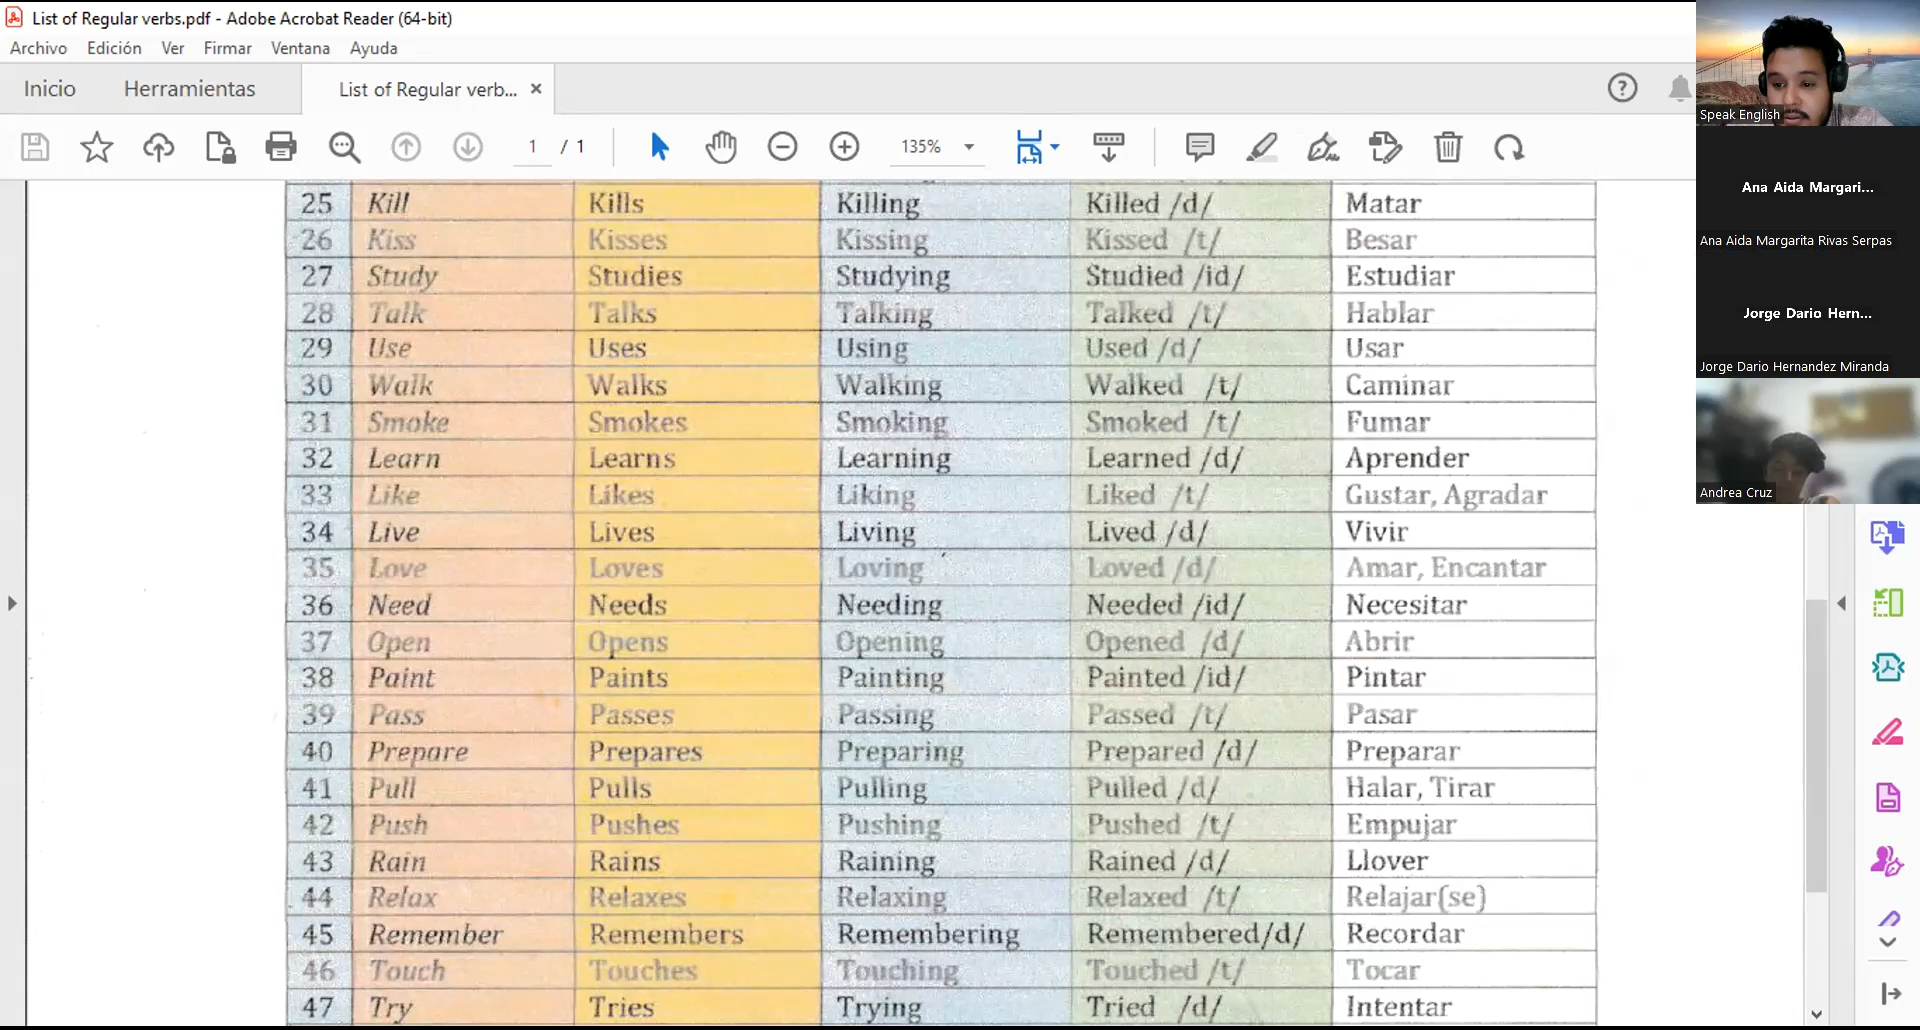 List of Regular verbs.pdf - Adobe Acrobat Reader (64-bit)
Archivo Edición Ver Firmar Ventana Ayuda
Inicio Herramientas List of Regular verb... ×
1 / 1 135%
25 Kill Kills Killing Killed /d/ Matar
26 Kiss Kisses Kissing Kissed /t/ Besar
27 Study Studies Studying Studied /id/ Estudiar
28 Talk Talks Talking Talked /t/ Hablar
29 Use Uses Using Used /d/ Usar
30 Walk Walks Walking Walked /t/ Caminar
31 Smoke Smokes Smoking Smoked /t/ Fumar
32 Learn Learns Learning Learned /d/ Aprender
33 Like Likes Liking Liked /t/ Gustar, Agradar
34 Live Lives Living Lived /d/ Vivir
35 Love Loves Loving Loved /d/ Amar, Encantar
36 Need Needs Needing Needed /id/ Necesitar
37 Open Opens Opening Opened /d/ Abrir
38 Paint Paints Painting Painted /id/ Pintar
39 Pass Passes Passing Passed /t/ Pasar
40 Prepare Prepares Preparing Prepared /d/ Preparar
41 Pull Pulls Pulling Pulled /d/ Halar, Tirar
42 Push Pushes Pushing Pushed /t/ Empujar
43 Rain Rains Raining Rained /d/ Llover
44 Relax Relaxes Relaxing Relaxed /t/ Relajar(se)
45 Remember Remembers Remembering Remembered/d/ Recordar
46 Touch Touches Touching Touched /t/ Tocar
47 Try Tries Trying Tried /d/ Intentar
Speak English
Ana Aida Margari...
Ana Aida Margarita Rivas Serpas
Jorge Dario Hern...
Jorge Dario Hernandez Miranda
Andrea Cruz